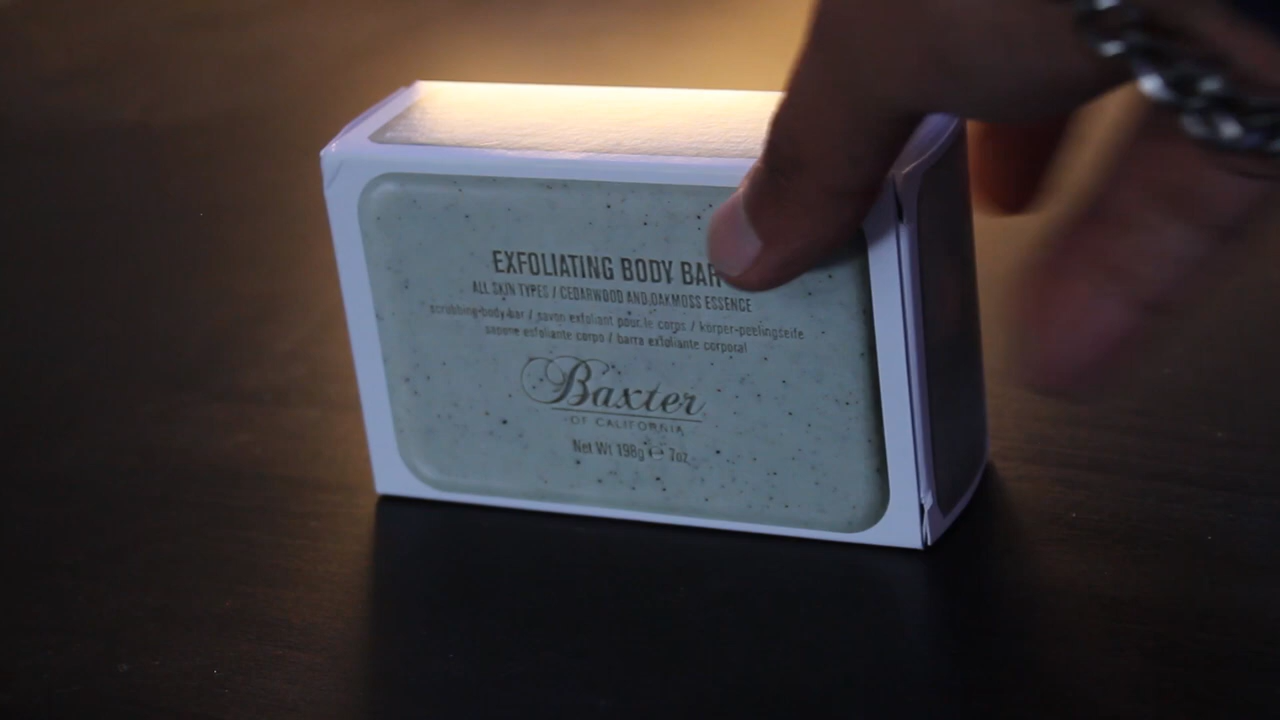 EXFOLIATING BODY BAR
ALL SKIN TYPES / CEDARWOOD AND OAKMOSS ESSENCE
scrubbing body bar / savon exfoliant pour le corps / körper-peelingseife
sapone esfoliante corpo / barra exfoliante corporal
Baxter
OF CALIFORNIA
Net Wt 198g ℮ 7oz